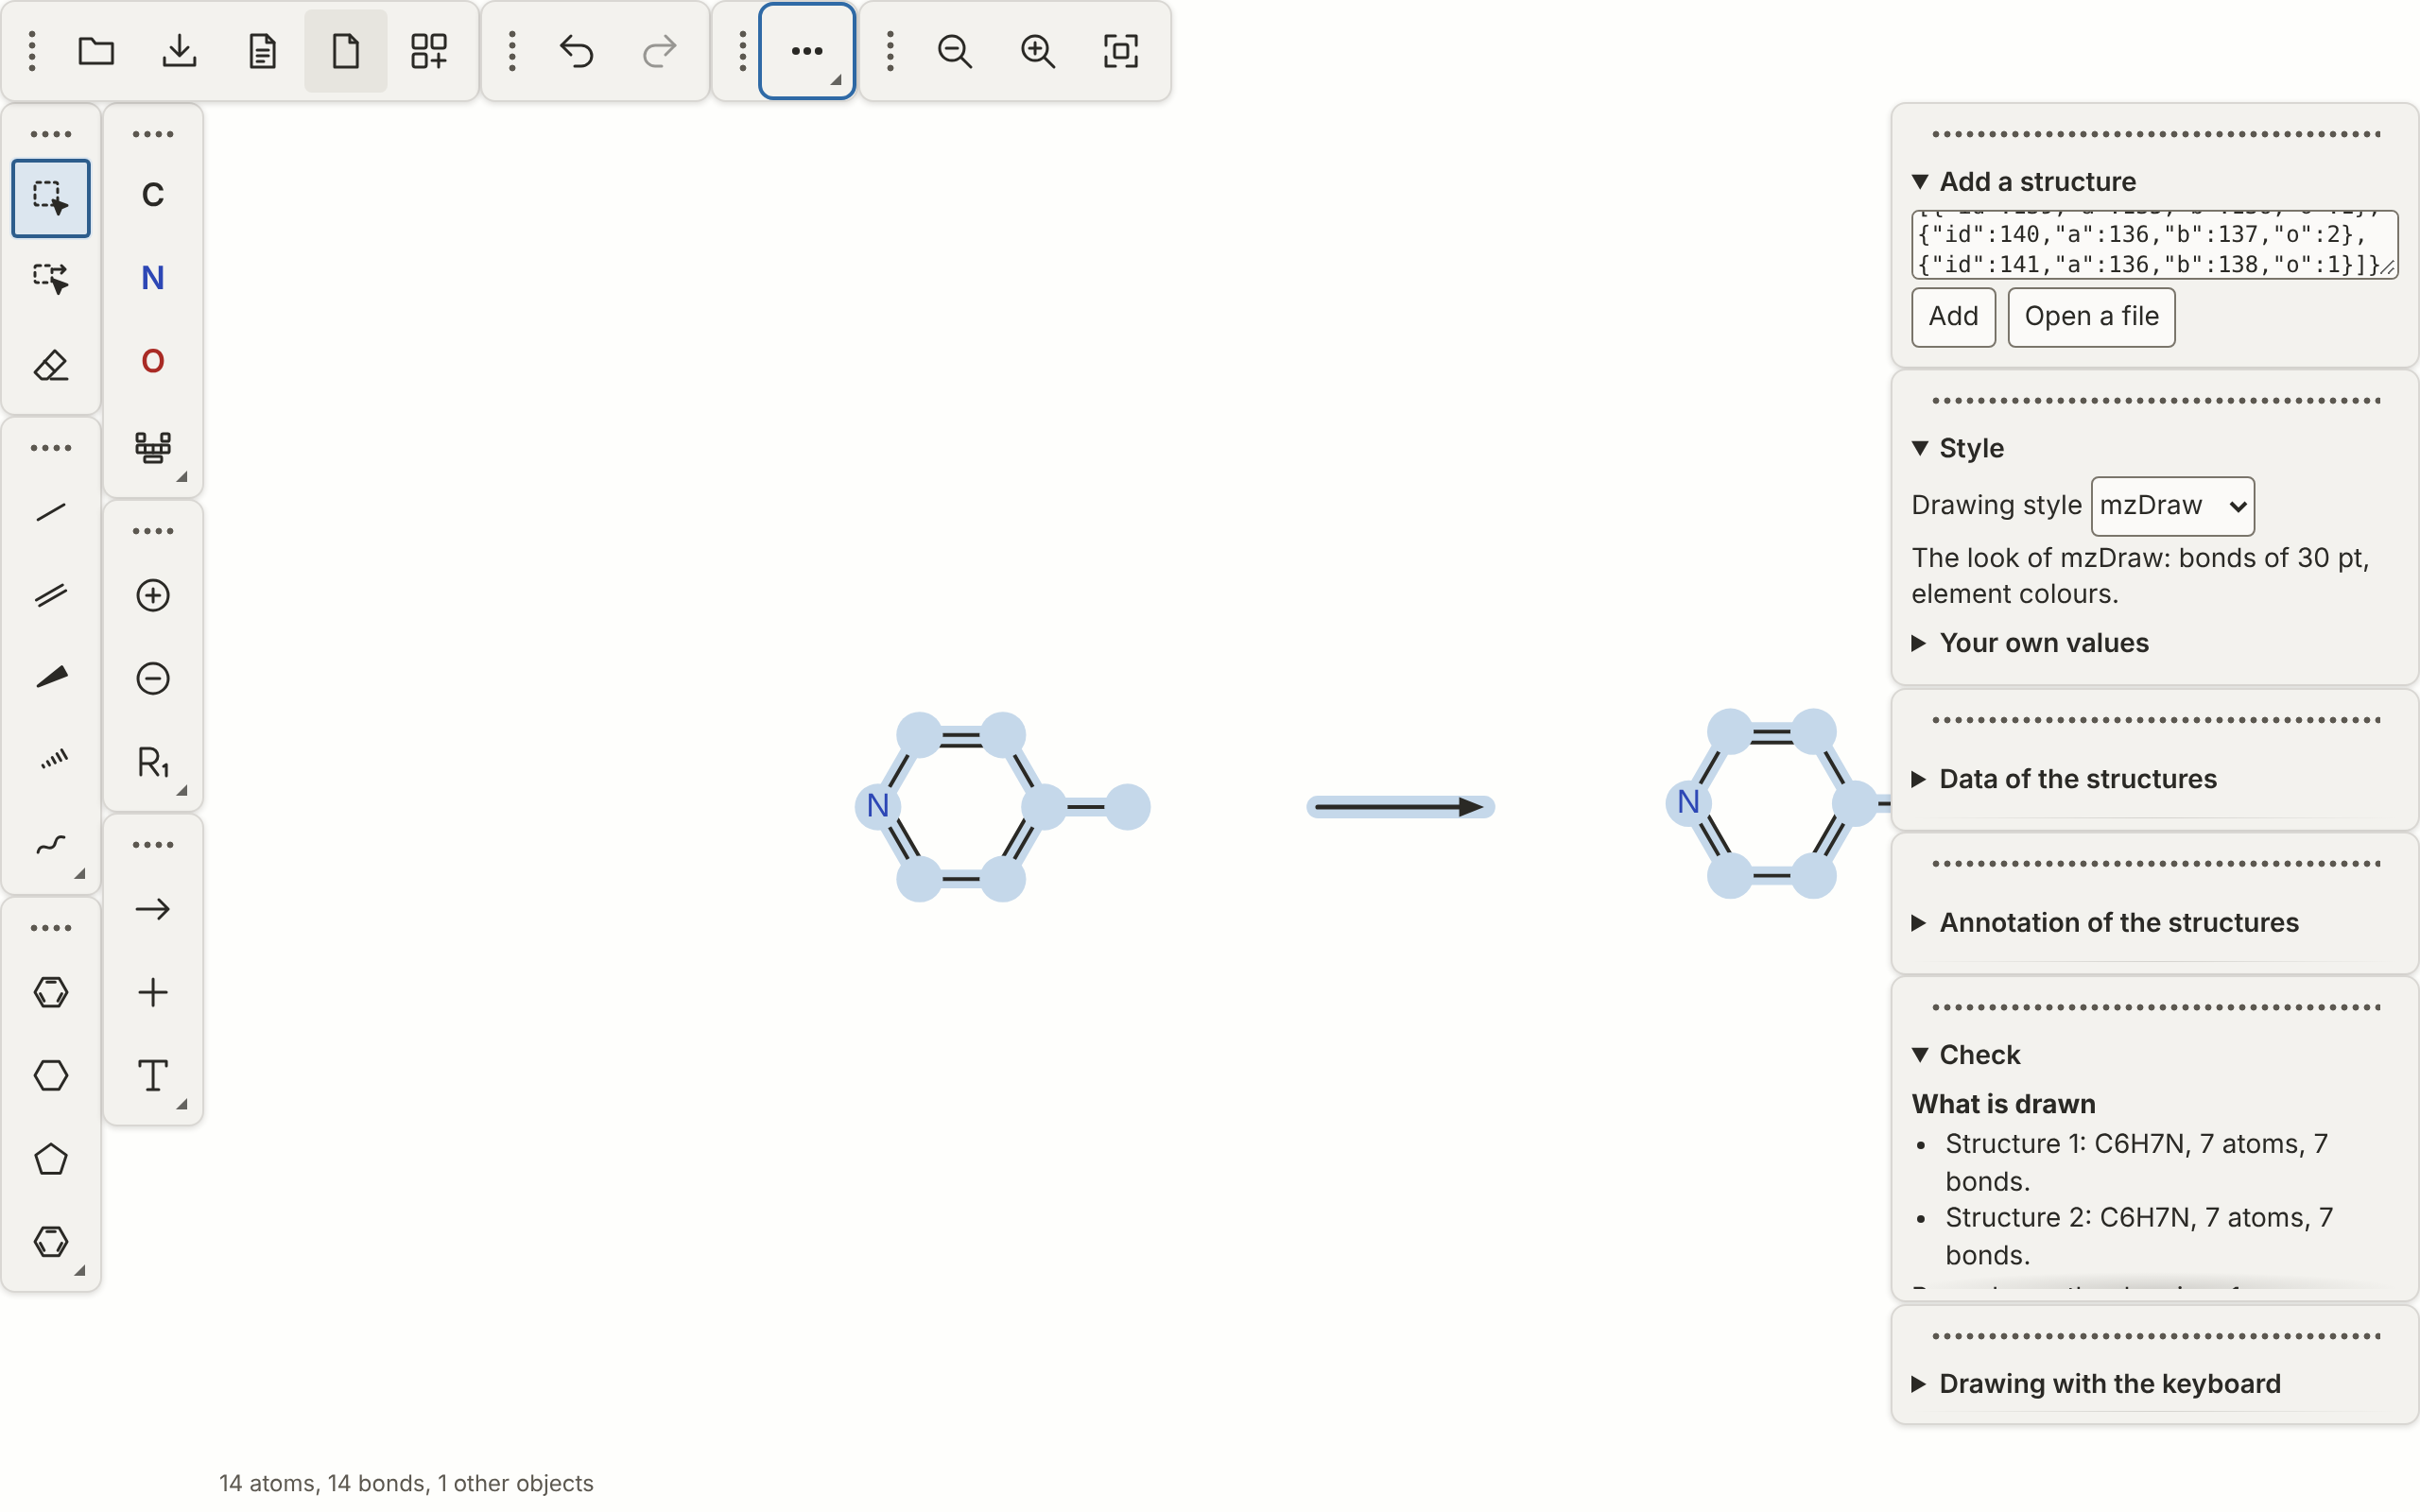 C
N
O
R1
T
N
N
Add a structure
{"id":140,"a":136,"b":137,"o":2},
{"id":141,"a":136,"b":138,"o":1}]}
Add
Open a file
Style
Drawing style mzDraw
The look of mzDraw: bonds of 30 pt,
element colours.
Your own values
Data of the structures
Annotation of the structures
Check
What is drawn
• Structure 1: C6H7N, 7 atoms, 7
bonds.
• Structure 2: C6H7N, 7 atoms, 7
bonds.
Drawing with the keyboard
14 atoms, 14 bonds, 1 other objects